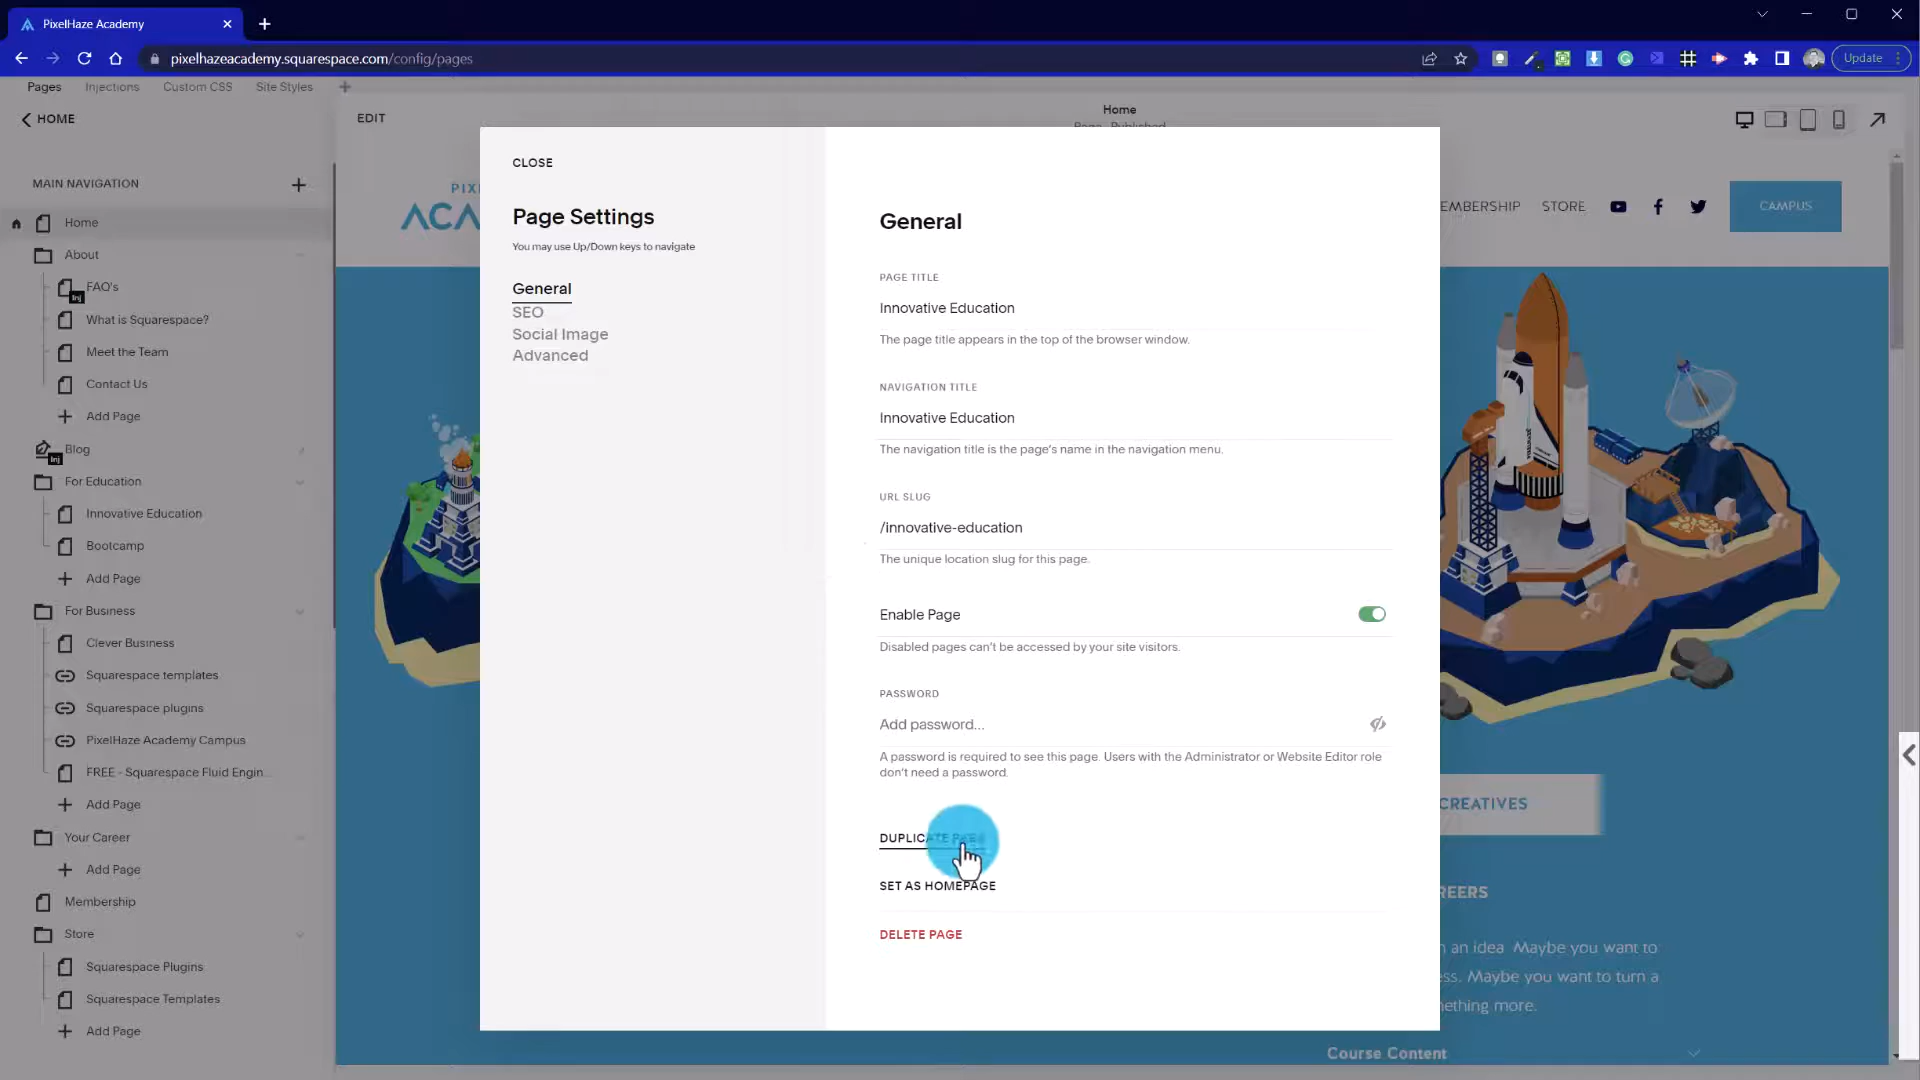 PixelHaze Academy
pixelhazeacademy.squarespace.com/config/pages
Update
Pages
Injections
Custom CSS
Site Styles
HOME
EDIT
Home
Page · Published
MAIN NAVIGATION
Home
About
FAQ's
Inj
What is Squarespace?
Meet the Team
Contact Us
Add Page
Blog
Inj
For Education
Innovative Education
Bootcamp
Add Page
For Business
Clever Business
Squarespace templates
Squarespace plugins
PixelHaze Academy Campus
FREE - Squarespace Fluid Engin...
Add Page
Your Career
Add Page
Membership
Store
Squarespace Plugins
Squarespace Templates
Add Page
CLOSE
Page Settings
You may use Up/Down keys to navigate
General
SEO
Social Image
Advanced
General
PAGE TITLE
Innovative Education
The page title appears in the top of the browser window.
NAVIGATION TITLE
Innovative Education
The navigation title is the page's name in the navigation menu.
URL SLUG
/innovative-education
The unique location slug for this page.
Enable Page
Disabled pages can't be accessed by your site visitors.
PASSWORD
Add password...
A password is required to see this page. Users with the Administrator or Website Editor role
don't need a password.
DUPLICATE PAGE
SET AS HOMEPAGE
DELETE PAGE
PIX
ACA
EMBERSHIP
STORE
CAMPUS
CREATIVES
REERS
an idea Maybe you want to
ss. Maybe you want to turn a
ething more.
Course Content